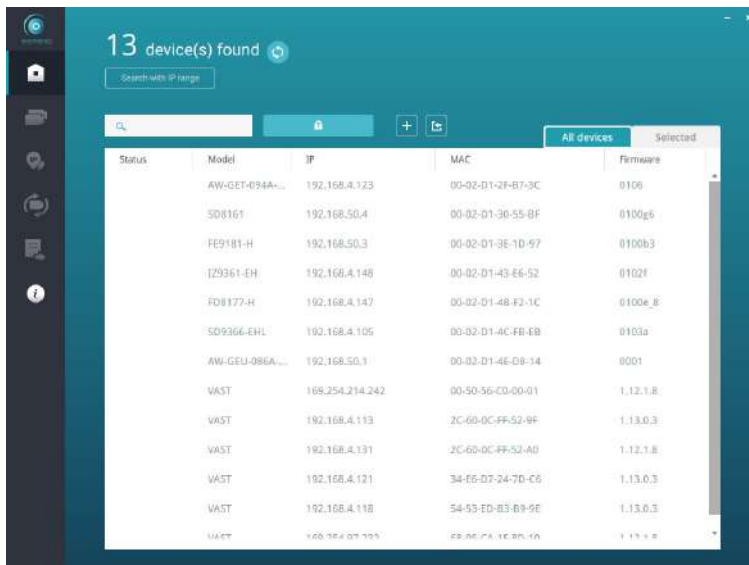 13 device(s) found
Search with IP range
All devices Selected
Status Model IP MAC Firmware
AW-GET-094A-... 192.168.4.123 00-02-D1-2F-B7-3C 0106
SD8161 192.168.50.4 00-02-D1-30-55-BF 0100g6
FE9181-H 192.168.50.3 00-02-D1-3E-1D-97 0100b3
IZ9361-EH 192.168.4.148 00-02-D1-43-E6-52 0102f
FD8177-H 192.168.4.147 00-02-D1-48-F2-1C 0100e_8
SD9366-EHL 192.168.4.105 00-02-D1-4C-FB-EB 0103a
AW-GEU-086A-... 192.168.50.1 00-02-D1-4E-D8-14 0001
VAST 169.254.214.242 00-50-56-C0-00-01 1.12.1.8
VAST 192.168.4.113 2C-60-0C-FF-52-9F 1.13.0.3
VAST 192.168.4.131 2C-60-0C-FF-52-A0 1.12.1.8
VAST 192.168.4.121 34-E6-D7-24-7D-C6 1.13.0.3
VAST 192.168.4.118 54-53-ED-B3-B9-9E 1.13.0.3
VAST